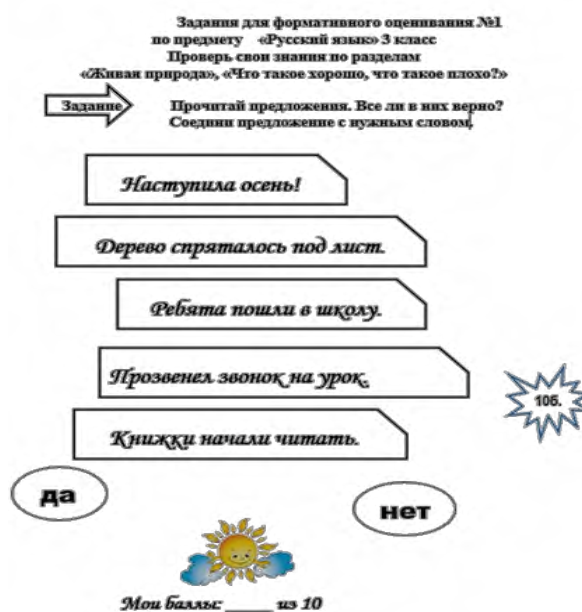 Задания для формативного оценивания №1
по предмету «Русский язык» 3 класс
Проверь свои знания по разделам
«Живая природа», «Что такое хорошо, что такое плохо?»
Задание
Прочитай предложения. Все ли в них верно?
Соедини предложение с нужным словом.
Наступила осень!
Дерево спряталось под лист.
Ребята пошли в школу.
Прозвенел звонок на урок.
10б.
Книжки начали читать.
да
нет
Мои баллы: _____ из 10